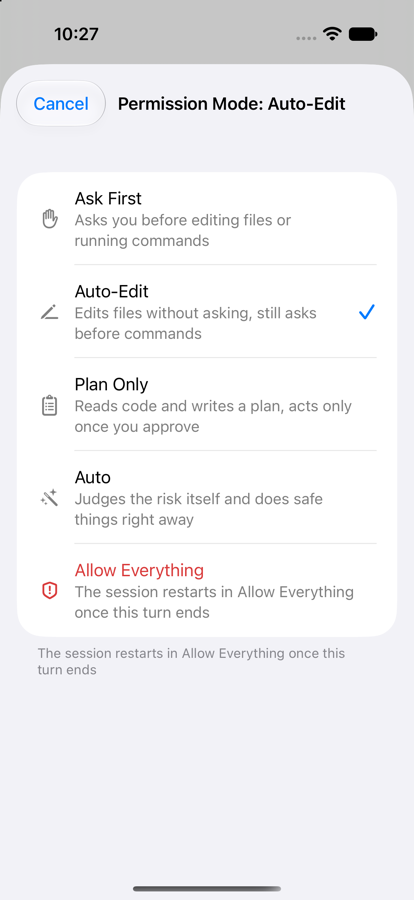 10:27
Cancel
Permission Mode: Auto-Edit
Ask First
Asks you before editing files or
running commands
Auto-Edit
Edits files without asking, still asks
before commands
Plan Only
Reads code and writes a plan, acts only
once you approve
Auto
Judges the risk itself and does safe
things right away
Allow Everything
The session restarts in Allow Everything
once this turn ends
The session restarts in Allow Everything once this
turn ends